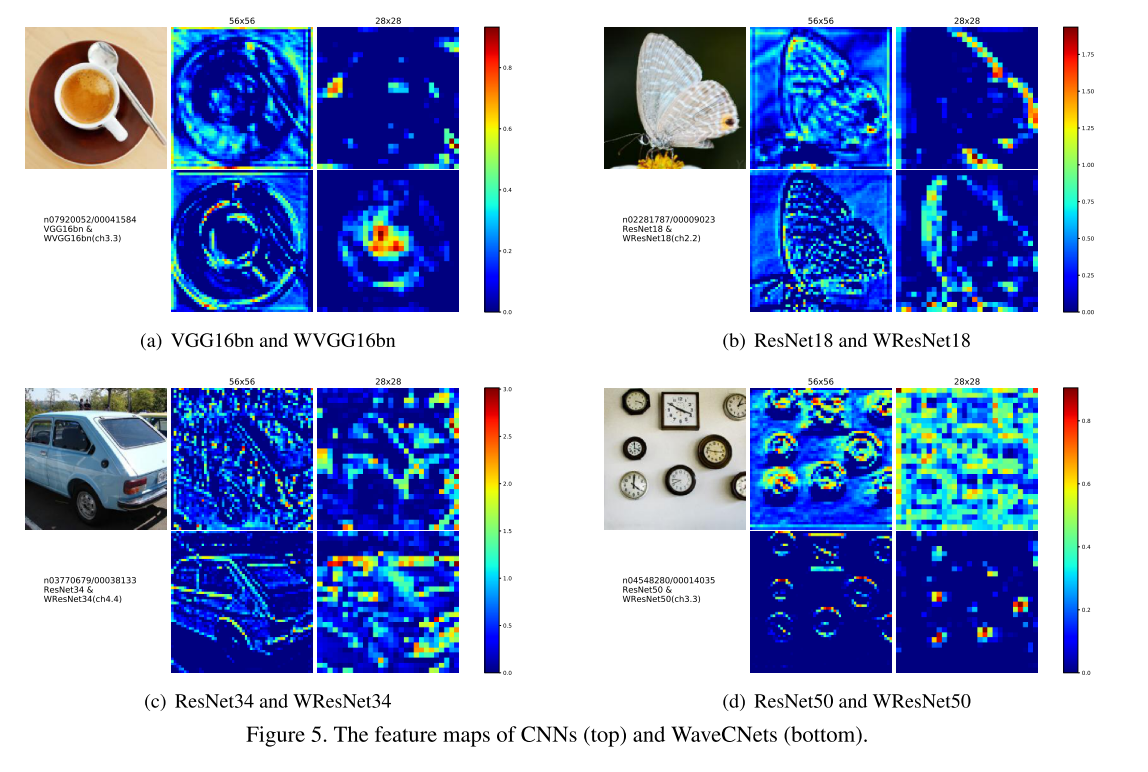 56x56
28x28
0.8
0.6
0.4
0.2
0.0
n07920052/00041584
VGG16bn &
WVGG16bn(ch3.3)
(a) VGG16bn and WVGG16bn
56x56
28x28
1.75
1.50
1.25
1.00
0.75
0.50
0.25
0.00
n02281787/00009023
ResNet18 &
WResNet18(ch2.2)
(b) ResNet18 and WResNet18
56x56
28x28
3.0
2.5
2.0
1.5
1.0
0.5
0.0
n03770679/00038133
ResNet34 &
WResNet34(ch4.4)
(c) ResNet34 and WResNet34
56x56
28x28
0.8
0.6
0.4
0.2
0.0
n04548280/00014035
ResNet50 &
WResNet50(ch3.3)
(d) ResNet50 and WResNet50
Figure 5. The feature maps of CNNs (top) and WaveCNets (bottom).